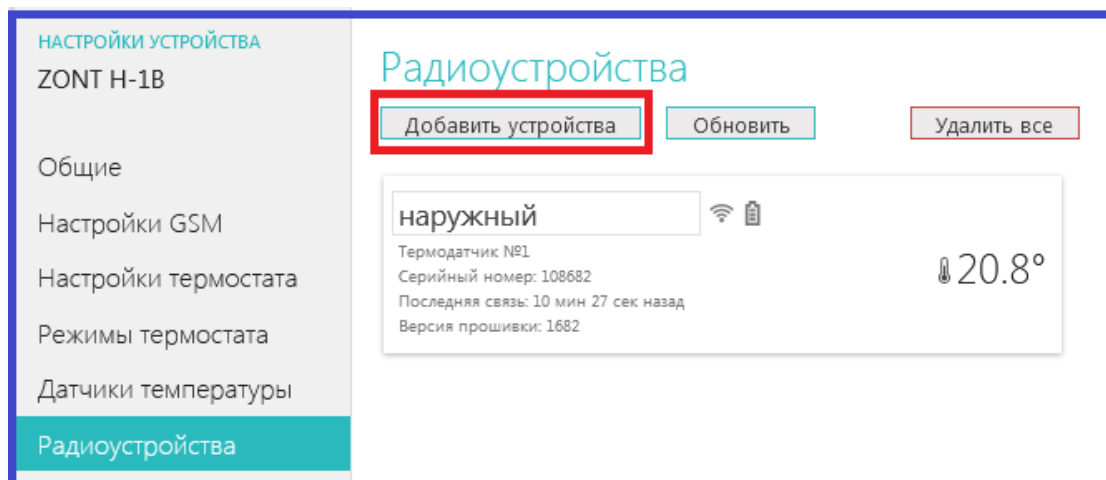 НАСТРОЙКИ УСТРОЙСТВА
ZONT H-1B
Общие
Настройки GSM
Настройки термостата
Режимы термостата
Датчики температуры
Радиоустройства
Радиоустройства
Добавить устройства
Обновить
Удалить все
наружный
Термодатчик №1
Серийный номер: 108682
Последняя связь: 10 мин 27 сек назад
Версия прошивки: 1682
20.8°